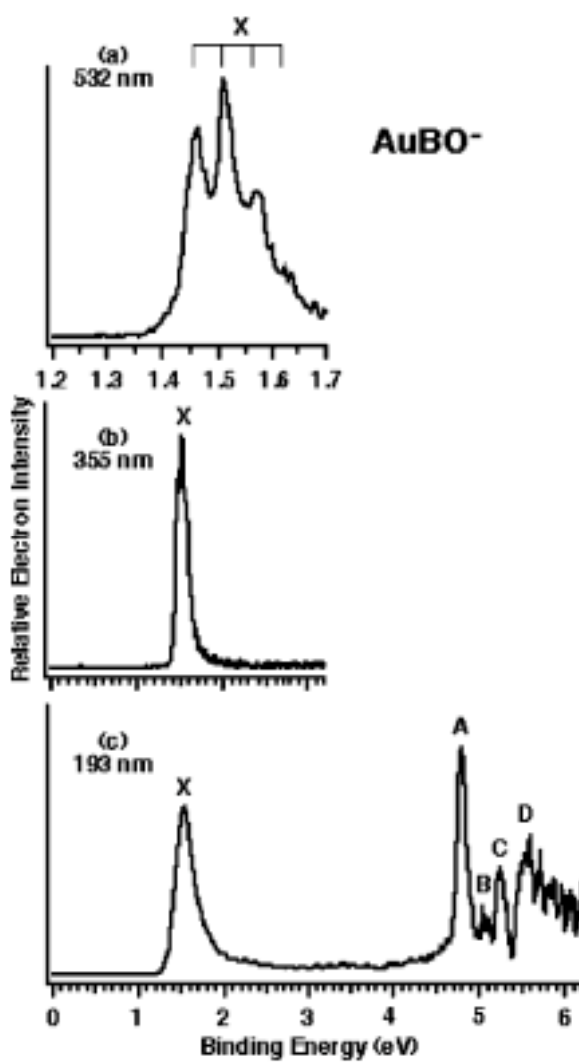 X
(a)
532 nm
AuBO⁻
1.2 1.3 1.4 1.5 1.6 1.7
X
(b)
355 nm
Relative Electron Intensity
(c)
193 nm
X
A
B
C
D
0 1 2 3 4 5 6
Binding Energy (eV)